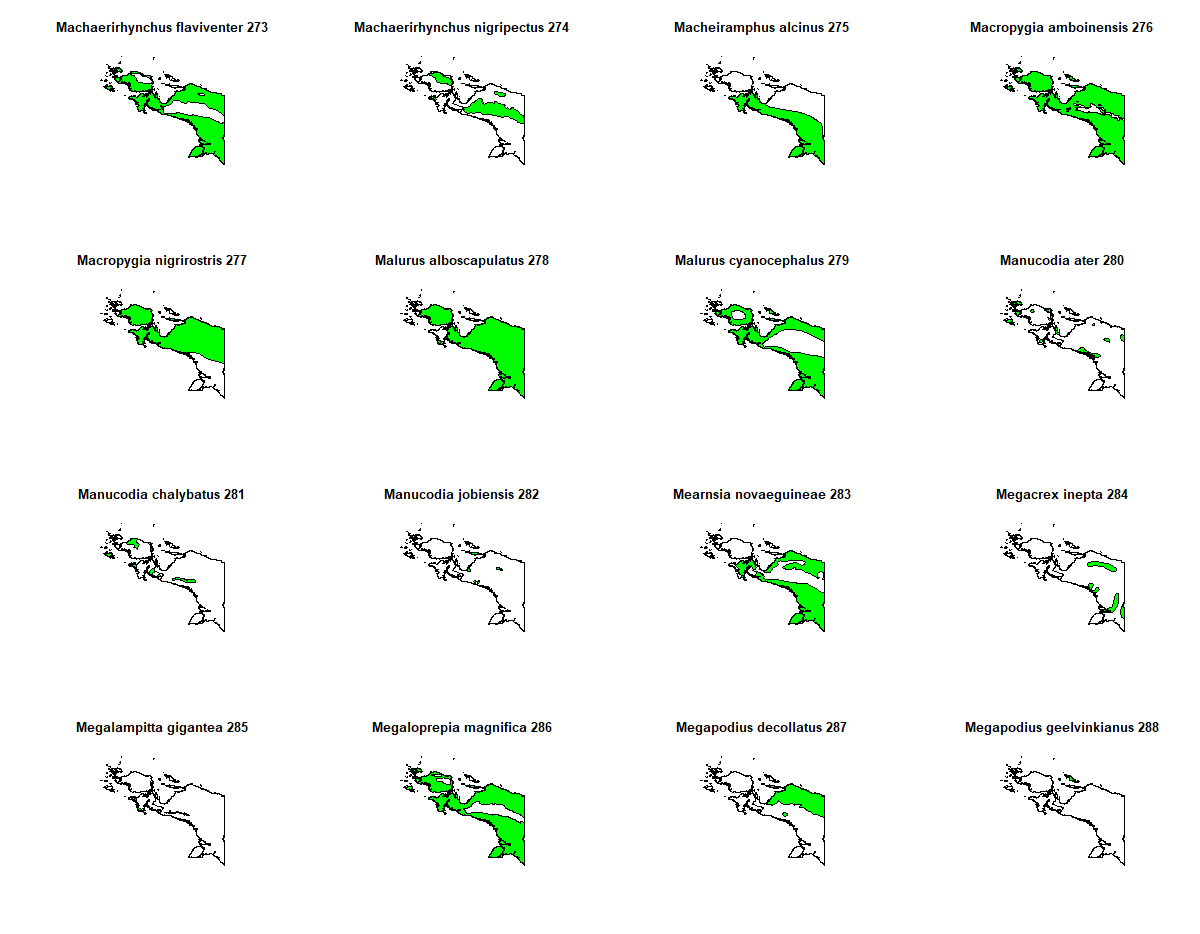 Machaerirhynchus flaviventer 273
Machaerirhynchus nigripectus 274
Macheiramphus alcinus 275
Macropygia amboinensis 276
Macropygia nigrirostris 277
Malurus alboscapulatus 278
Malurus cyanocephalus 279
Manucodia ater 280
Manucodia chalybatus 281
Manucodia jobiensis 282
Mearnsia novaeguineae 283
Megacrex inepta 284
Megalampitta gigantea 285
Megaloprepia magnifica 286
Megapodius decollatus 287
Megapodius geelvinkianus 288